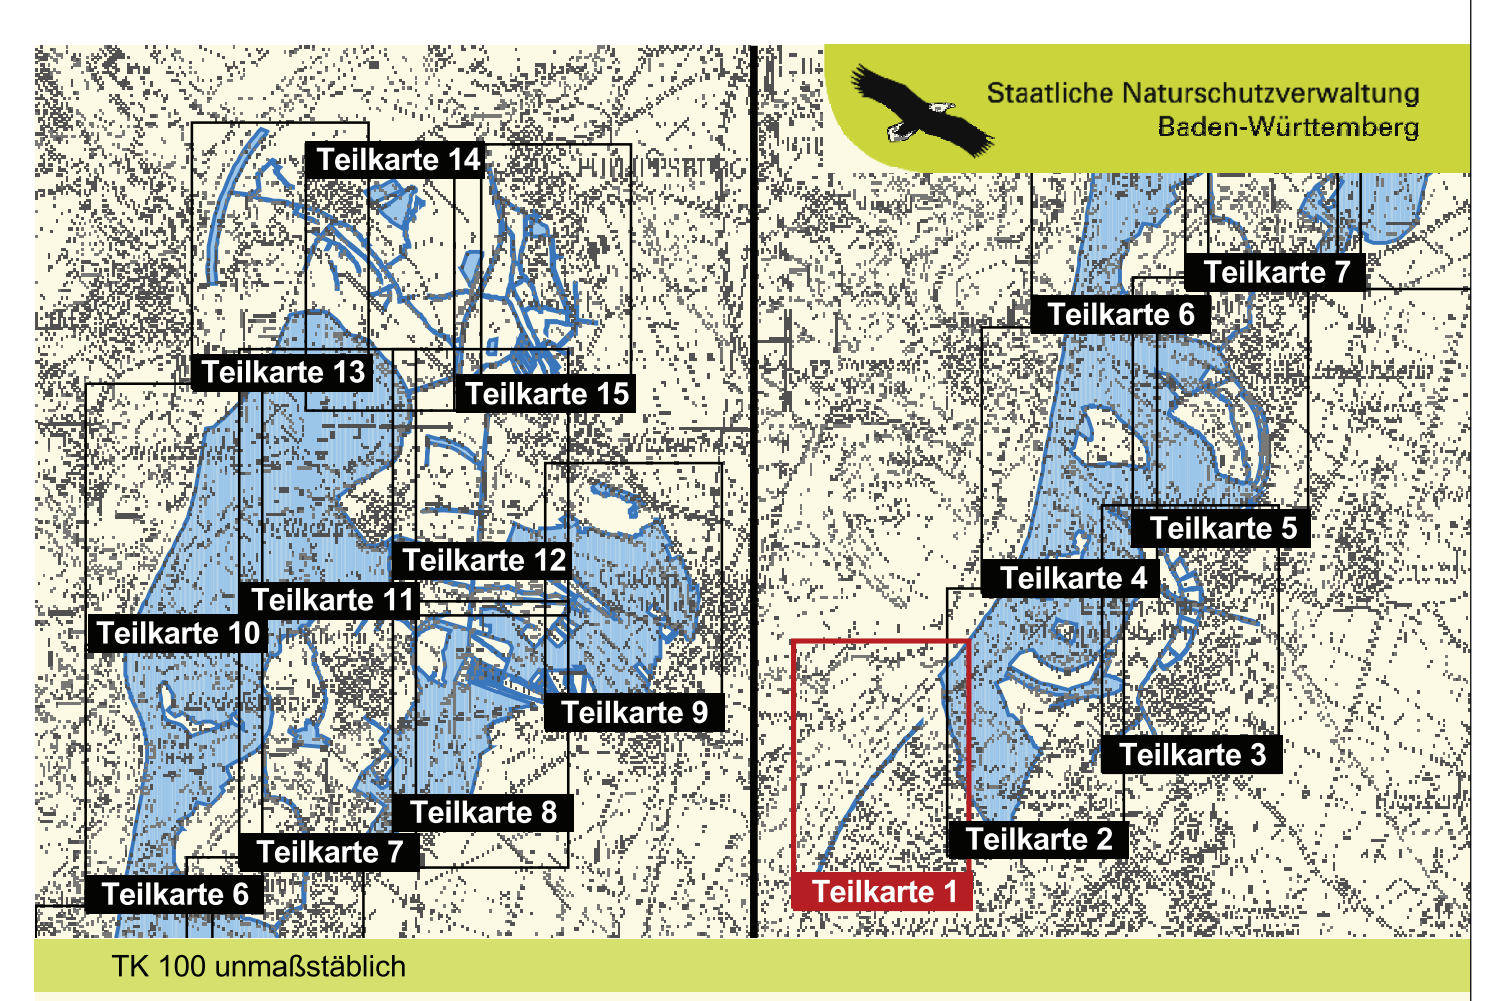 Staatliche Naturschutzverwaltung
Baden-Württemberg
Teilkarte 14
Teilkarte 13
Teilkarte 15
Teilkarte 12
Teilkarte 11
Teilkarte 10
Teilkarte 9
Teilkarte 8
Teilkarte 7
Teilkarte 6
Teilkarte 7
Teilkarte 6
Teilkarte 5
Teilkarte 4
Teilkarte 3
Teilkarte 2
Teilkarte 1
TK 100 unmaßstäblich